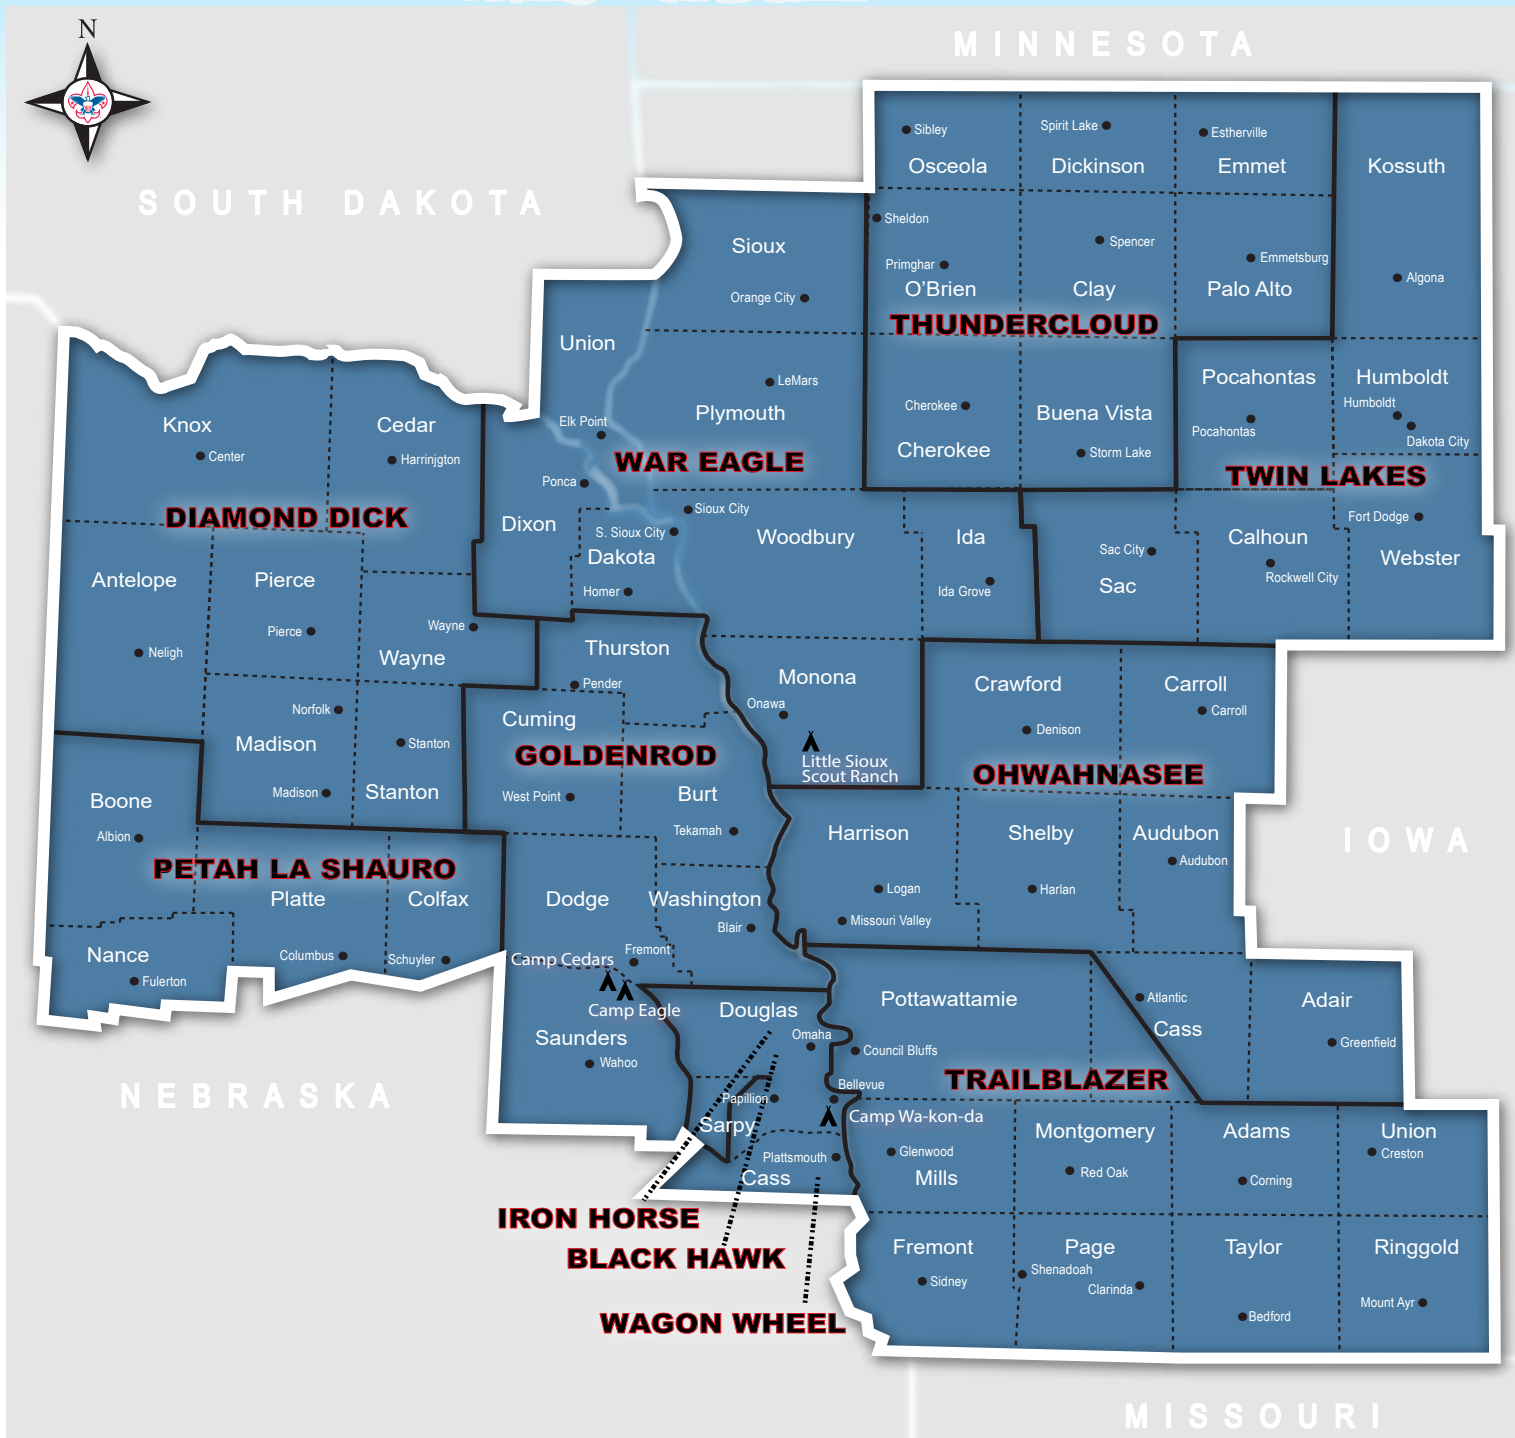 N
MINNESOTA
SOUTH DAKOTA
Sibley
Spirit Lake
Estherville
Osceola
Dickinson
Emmet
Kossuth
Sheldon
Sioux
Spencer
Primghar
Emmetsburg
Algona
Orange City
O'Brien
Clay
Palo Alto
THUNDERCLOUD
Union
LeMars
Pocahontas
Humboldt
Humboldt
Plymouth
Cherokee
Buena Vista
Knox
Cedar
Elk Point
Pocahontas
Dakota City
Cherokee
Storm Lake
Center
Harrinjgton
WAR EAGLE
TWIN LAKES
Ponca
DIAMOND DICK
Sioux City
Fort Dodge
Dixon
S. Sioux City
Woodbury
Ida
Calhoun
Dakota
Sac City
Webster
Antelope
Pierce
Homer
Ida Grove
Sac
Rockwell City
Pierce
Wayne
Neligh
Wayne
Thurston
Monona
Crawford
Carroll
Pender
Norfolk
Cuming
Onawa
Carroll
Denison
Madison
Stanton
GOLDENROD
Little Sioux
Scout Ranch
OHWAHNASEE
Madison
Stanton
West Point
Burt
Boone
Albion
Tekamah
Harrison
Shelby
Audubon
IOWA
PETAH LA SHAURO
Audubon
Platte
Colfax
Dodge
Washington
Logan
Harlan
Blair
Missouri Valley
Nance
Columbus
Schuyler
Camp Cedars
Fremont
Fulerton
Camp Eagle
Douglas
Pottawattamie
Atlantic
Adair
Saunders
Omaha
Cass
Wahoo
Council Bluffs
Greenfield
NEBRASKA
Bellevue
TRAILBLAZER
Papillion
Camp Wa-kon-da
Sarpy
Montgomery
Adams
Union
Plattsmouth
Glenwood
Creston
Cass
Mills
Red Oak
Corning
IRON HORSE
BLACK HAWK
Fremont
Page
Taylor
Ringgold
Sidney
Shenadoah
Clarinda
Mount Ayr
WAGON WHEEL
Bedford
MISSOURI